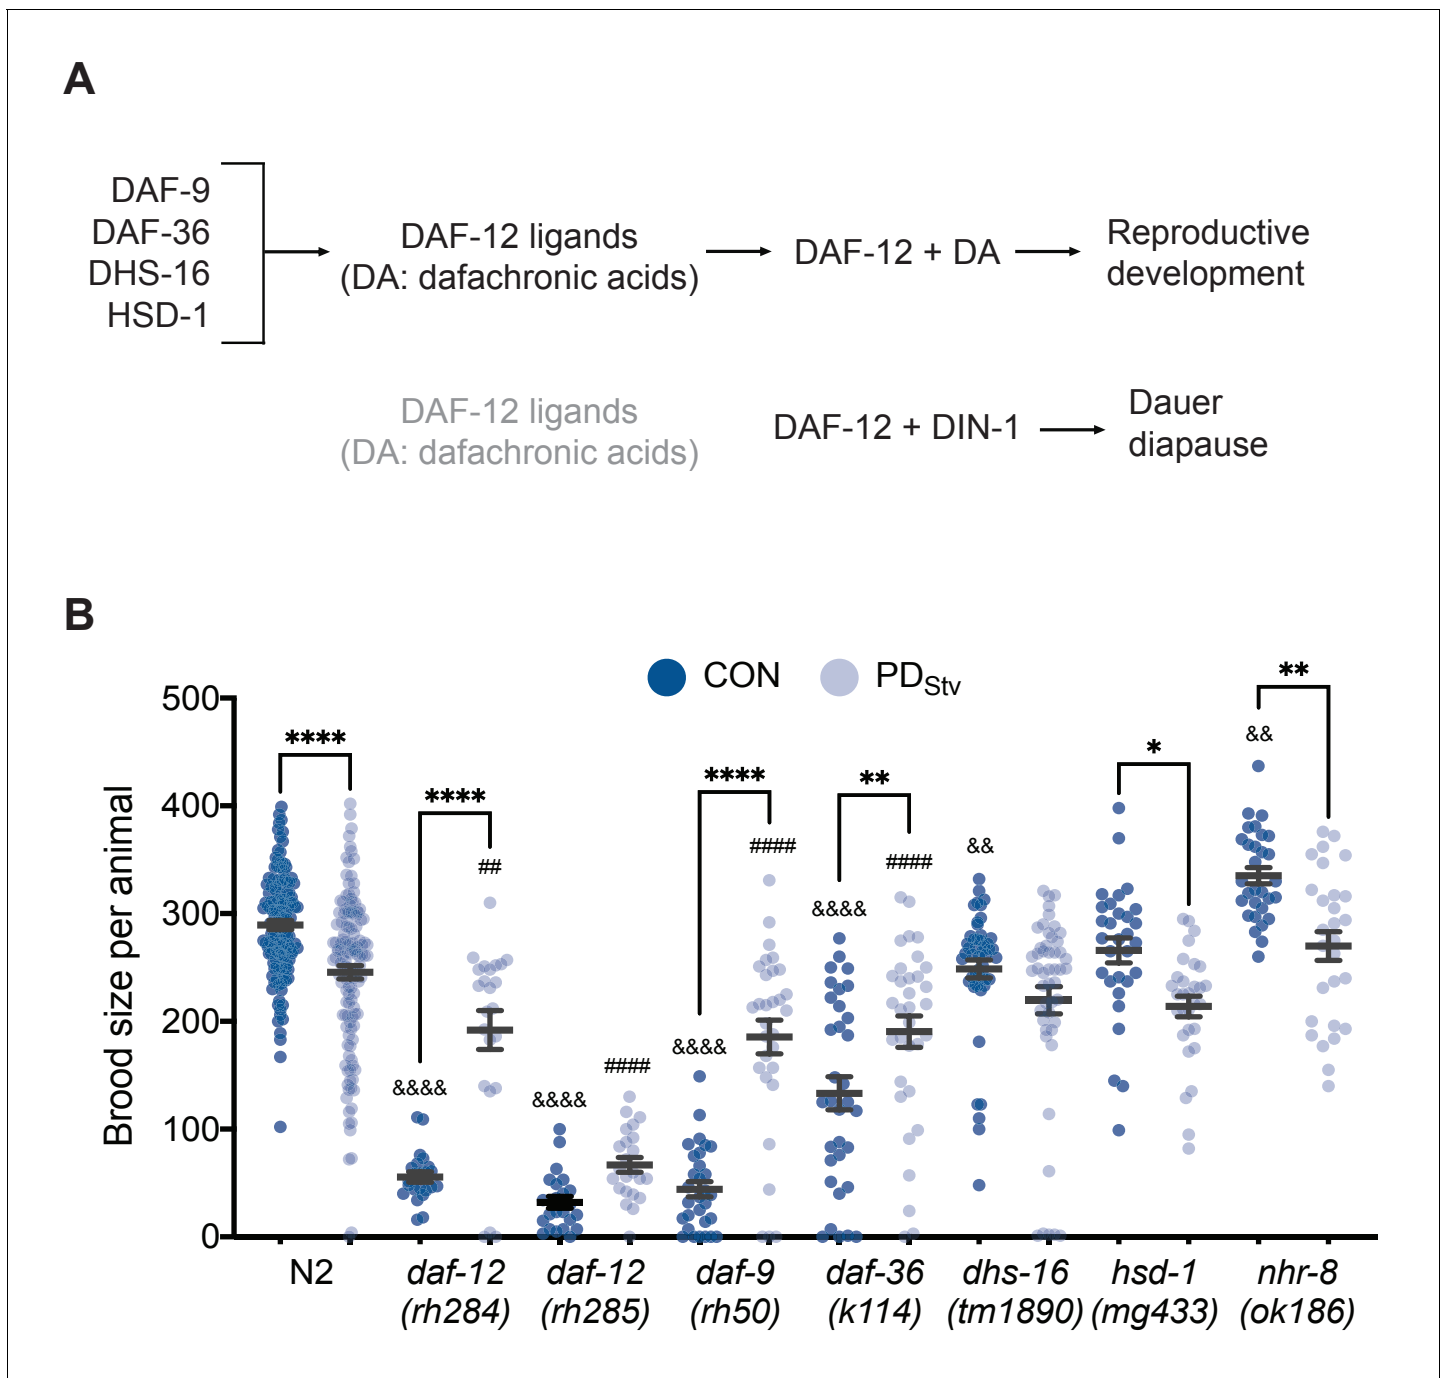 A
DAF-9
DAF-36
DHS-16
HSD-1
DAF-12 ligands
(DA: dafachronic acids)
DAF-12 + DA
Reproductive
development
DAF-12 ligands
(DA: dafachronic acids)
DAF-12 + DIN-1
Dauer
diapause
B
CON
PDStv
Brood size per animal
500
400
300
200
100
0
****
****
##
&&&&
&&&&
####
****
####
&&&&
**
####
&&&&
&&
*
**
&&
N2
daf-12
(rh284)
daf-12
(rh285)
daf-9
(rh50)
daf-36
(k114)
dhs-16
(tm1890)
hsd-1
(mg433)
nhr-8
(ok186)